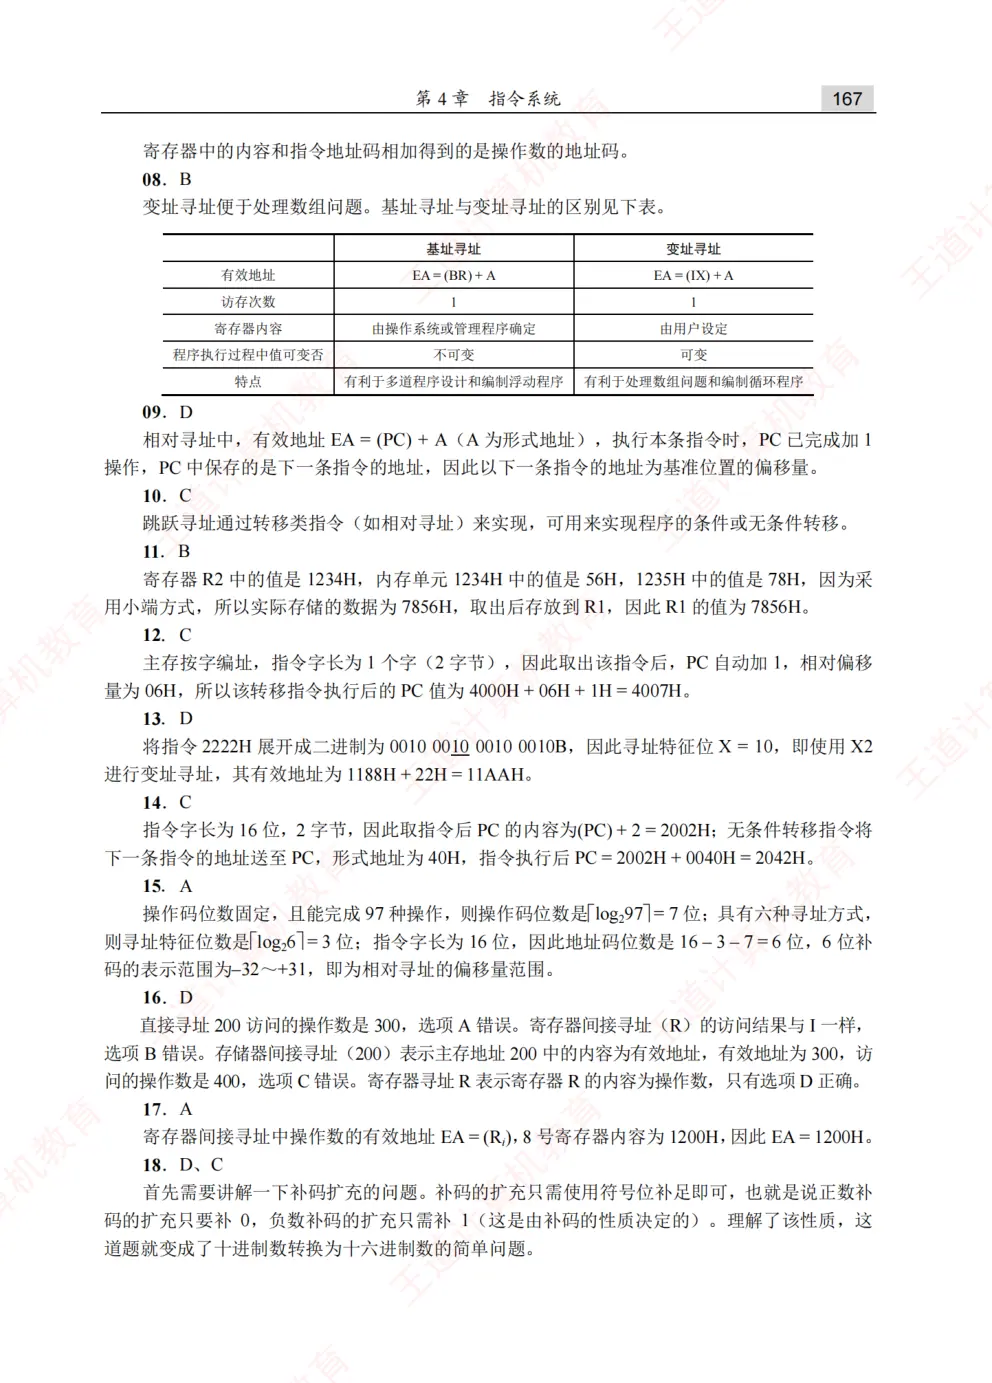 第 4 章 指令系统 167
寄存器中的内容和指令地址码相加得到的是操作数的地址码。
08. B
变址寻址便于处理数组问题。基址寻址与变址寻址的区别见下表。
基址寻址 变址寻址
有效地址 EA = (BR) + A EA = (IX) + A
访存次数 1 1
寄存器内容 由操作系统或管理程序确定 由用户设定
程序执行过程中值可变否 不可变 可变
特点 有利于多道程序设计和编制浮动程序 有利于处理数组问题和编制循环程序
09. D
相对寻址中，有效地址 EA = (PC) + A（A 为形式地址），执行本条指令时，PC 已完成加 1
操作，PC 中保存的是下一条指令的地址，因此以下一条指令的地址为基准位置的偏移量。
10. C
跳跃寻址通过转移类指令（如相对寻址）来实现，可用来实现程序的条件或无条件转移。
11. B
寄存器 R2 中的值是 1234H，内存单元 1234H 中的值是 56H，1235H 中的值是 78H，因为采
用小端方式，所以实际存储的数据为 7856H，取出后存放到 R1，因此 R1 的值为 7856H。
12. C
主存按字编址，指令字长为 1 个字（2 字节），因此取出该指令后，PC 自动加 1，相对偏移
量为 06H，所以该转移指令执行后的 PC 值为 4000H + 06H + 1H = 4007H。
13. D
将指令 2222H 展开成二进制为 0010 0010 0010 0010B，因此寻址特征位 X = 10，即使用 X2
进行变址寻址，其有效地址为 1188H + 22H = 11AAH。
14. C
指令字长为 16 位，2 字节，因此取指令后 PC 的内容为(PC) + 2 = 2002H；无条件转移指令将
下一条指令的地址送至 PC，形式地址为 40H，指令执行后 PC = 2002H + 0040H = 2042H。
15. A
操作码位数固定，且能完成 97 种操作，则操作码位数是⌈log₂97⌉ = 7 位；具有六种寻址方式，
则寻址特征位数是⌈log₂6⌉ = 3 位；指令字长为 16 位，因此地址码位数是 16 – 3 – 7 = 6 位，6 位补
码的表示范围为–32～+31，即为相对寻址的偏移量范围。
16. D
直接寻址 200 访问的操作数是 300，选项 A 错误。寄存器间接寻址（R）的访问结果与 I 一样，
选项 B 错误。存储器间接寻址（200）表示主存地址 200 中的内容为有效地址，有效地址为 300，访
问的操作数是 400，选项 C 错误。寄存器寻址 R 表示寄存器 R 的内容为操作数，只有选项 D 正确。
17. A
寄存器间接寻址中操作数的有效地址 EA = (Rᵢ)，8 号寄存器内容为 1200H，因此 EA = 1200H。
18. D、C
首先需要讲解一下补码扩充的问题。补码的扩充只需使用符号位补足即可，也就是说正数补
码的扩充只要补 0，负数补码的扩充只需补 1（这是由补码的性质决定的）。理解了该性质，这
道题就变成了十进制数转换为十六进制数的简单问题。
王道计算机教育